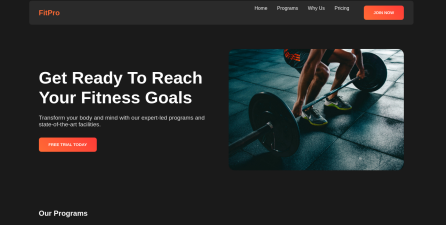 FitPro
Home Programs Why Us Pricing
JOIN NOW
Get Ready To Reach
Your Fitness Goals
Transform your body and mind with our expert-led programs and
state-of-the-art facilities.
FREE TRIAL TODAY
Our Programs